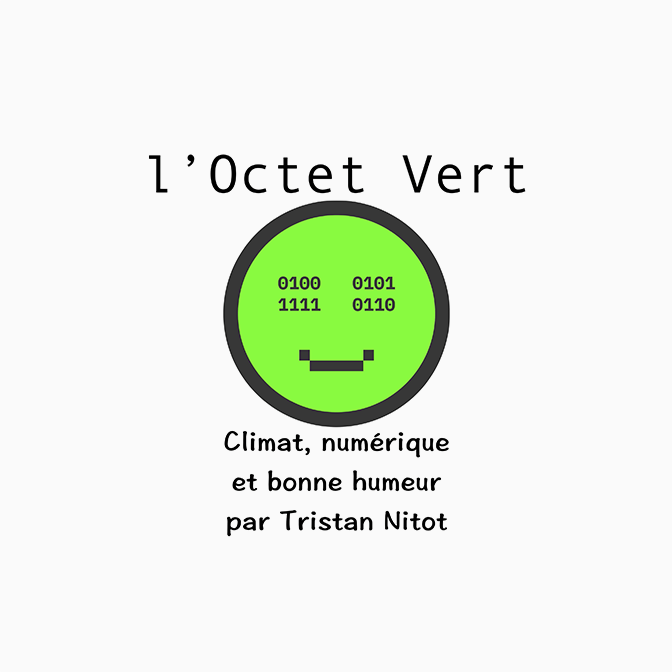 l’Octet Vert
0100 0101
1111 0110
Climat, numérique
et bonne humeur
par Tristan Nitot